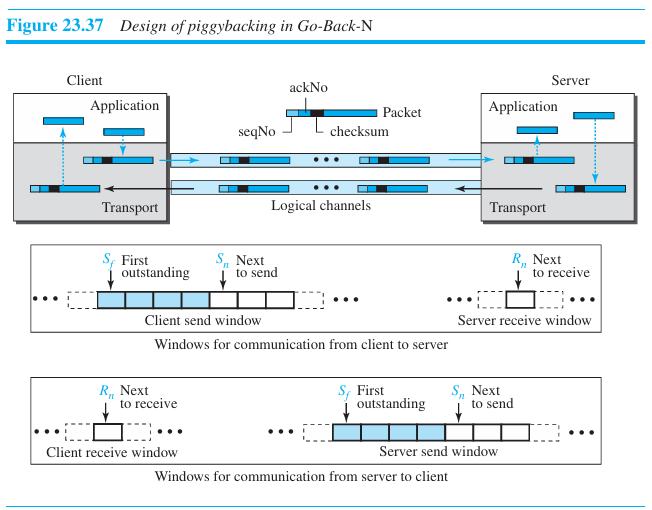 Figure 23.37 Design of piggybacking in Go-Back-N
Client
Server
ackNo
Application
Application
Packet
seqNo
checksum
Transport
Logical channels
Transport
Sf First outstanding
Sn Next to send
Rn Next to receive
Client send window
Server receive window
Windows for communication from client to server
Rn Next to receive
Sf First outstanding
Sn Next to send
Client receive window
Server send window
Windows for communication from server to client